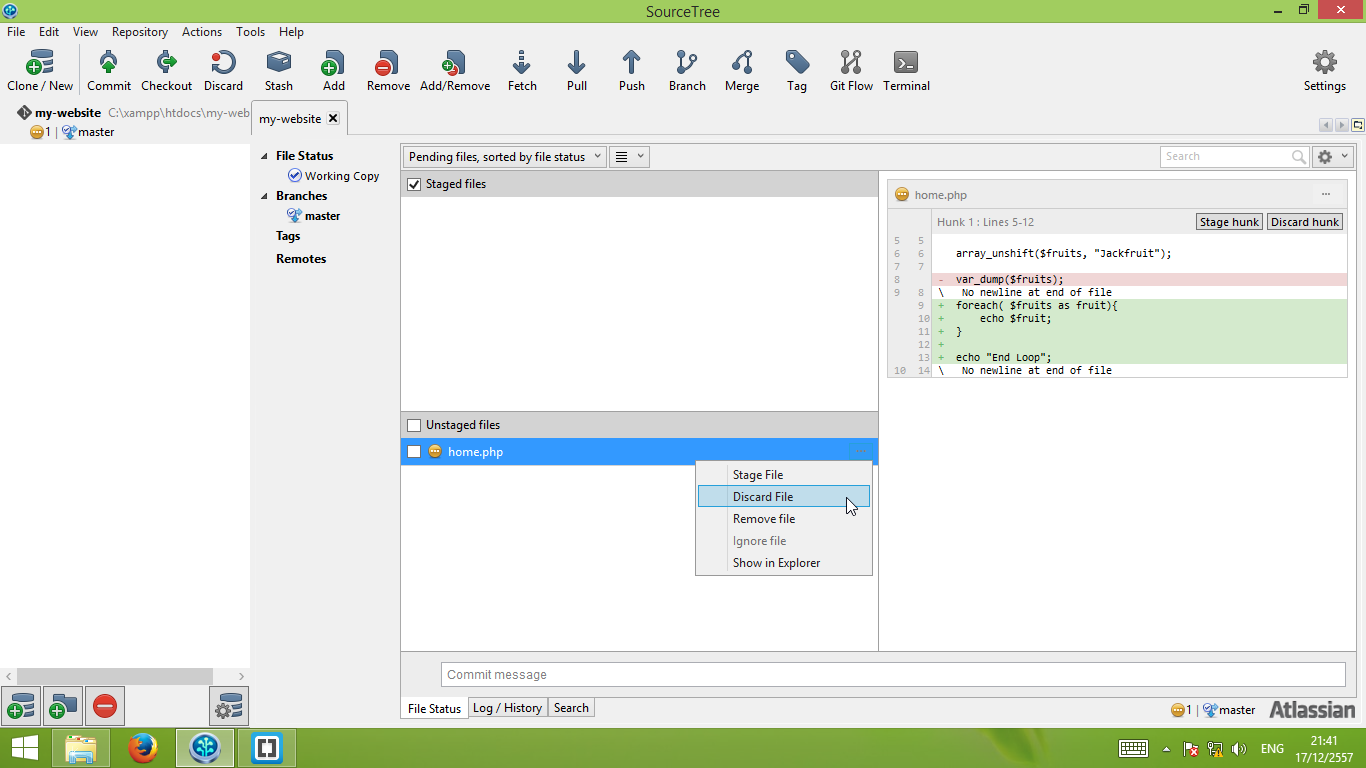 SourceTree
File Edit View Repository Actions Tools Help
Clone / New Commit Checkout Discard Stash Add Remove Add/Remove Fetch Pull Push Branch Merge Tag Git Flow Terminal Settings
my-website C:\xampp\htdocs\my-web
1 | master
my-website
File Status
Working Copy
Branches
master
Tags
Remotes
Pending files, sorted by file status
Search
Staged files
Unstaged files
home.php
Stage File
Discard File
Remove file
Ignore file
Show in Explorer
home.php ...
Hunk 1 : Lines 5-12 Stage hunk Discard hunk
5 5
6 6 array_unshift($fruits, "Jackfruit");
7 7
8 - var_dump($fruits);
9 8 \ No newline at end of file
9 + foreach( $fruits as fruit){
10 + echo $fruit;
11 + }
12 +
13 + echo "End Loop";
10 14 \ No newline at end of file
Commit message
File Status Log / History Search
1 | master Atlassian
ENG
21:41
17/12/2557